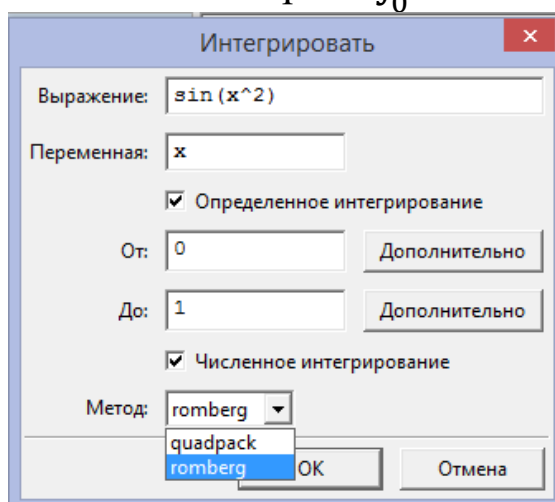 Интегрировать
Выражение: sin(x^2)
Переменная: x
Определенное интегрирование
От: 0 Дополнительно
До: 1 Дополнительно
Численное интегрирование
Метод: romberg
quadpack
romberg OK Отмена